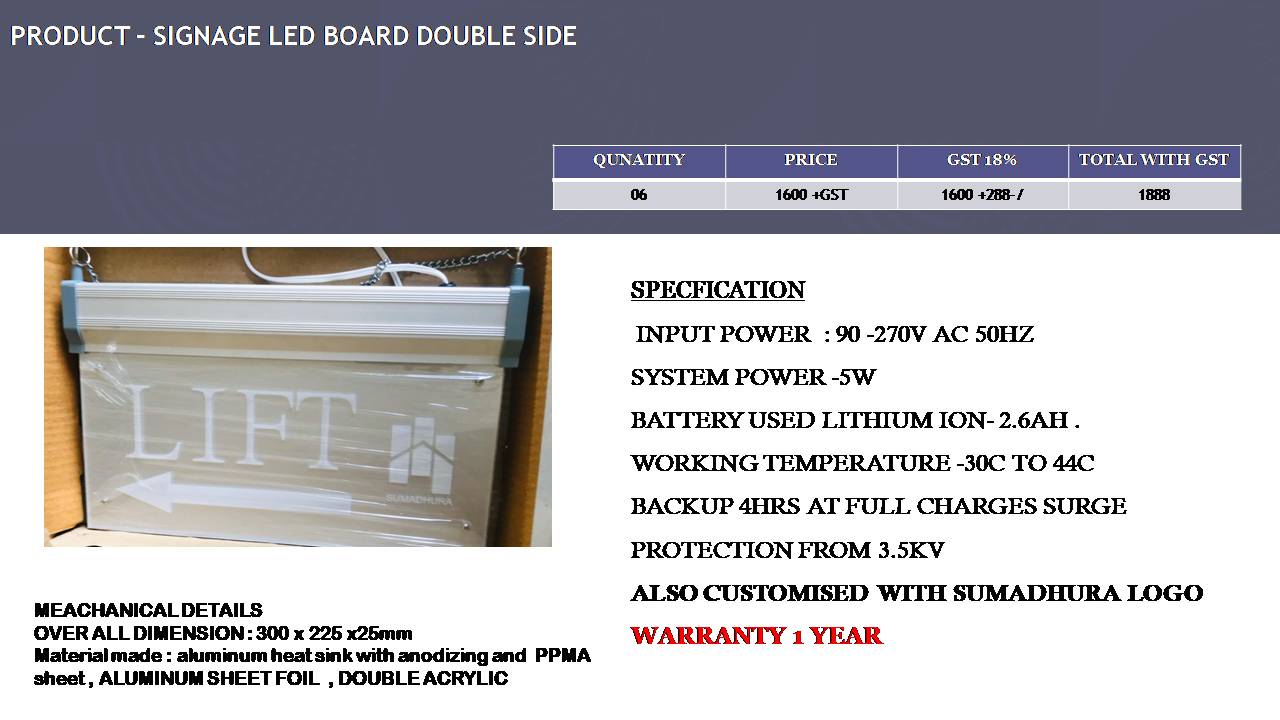 PRODUCT – SIGNAGE LED BOARD DOUBLE SIDE
QUNATITY PRICE GST 18% TOTAL WITH GST
06 1600 +GST 1600 +288-/ 1888
LIFT
SUMADHURA
SPECFICATION
INPUT POWER : 90 -270V AC 50HZ
SYSTEM POWER -5W
BATTERY USED LITHIUM ION- 2.6AH .
WORKING TEMPERATURE -30C TO 44C
BACKUP 4HRS AT FULL CHARGES SURGE
PROTECTION FROM 3.5KV
ALSO CUSTOMISED WITH SUMADHURA LOGO
WARRANTY 1 YEAR
MEACHANICAL DETAILS
OVER ALL DIMENSION : 300 x 225 x25mm
Material made : aluminum heat sink with anodizing and PPMA
sheet , ALUMINUM SHEET FOIL , DOUBLE ACRYLIC